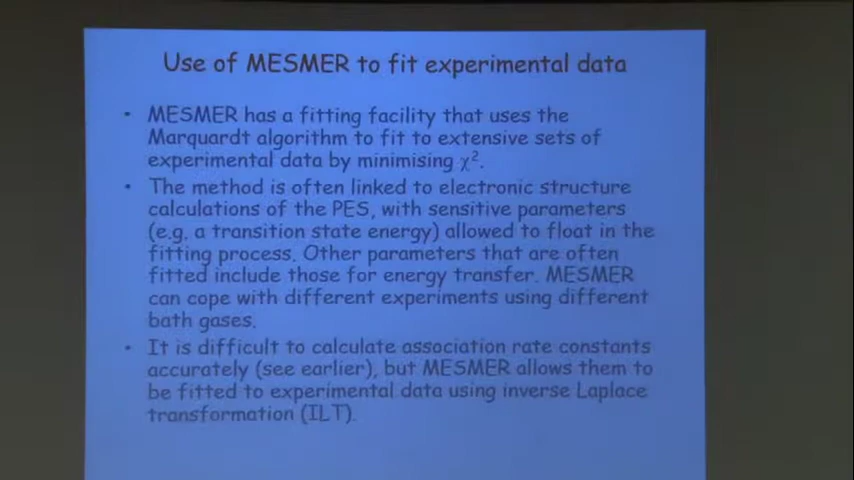 Use of MESMER to fit experimental data
• MESMER has a fitting facility that uses the
Marquardt algorithm to fit to extensive sets of
experimental data by minimising χ².
• The method is often linked to electronic structure
calculations of the PES, with sensitive parameters
(e.g. a transition state energy) allowed to float in the
fitting process. Other parameters that are often
fitted include those for energy transfer. MESMER
can cope with different experiments using different
bath gases.
• It is difficult to calculate association rate constants
accurately (see earlier), but MESMER allows them to
be fitted to experimental data using inverse Laplace
transformation (ILT).